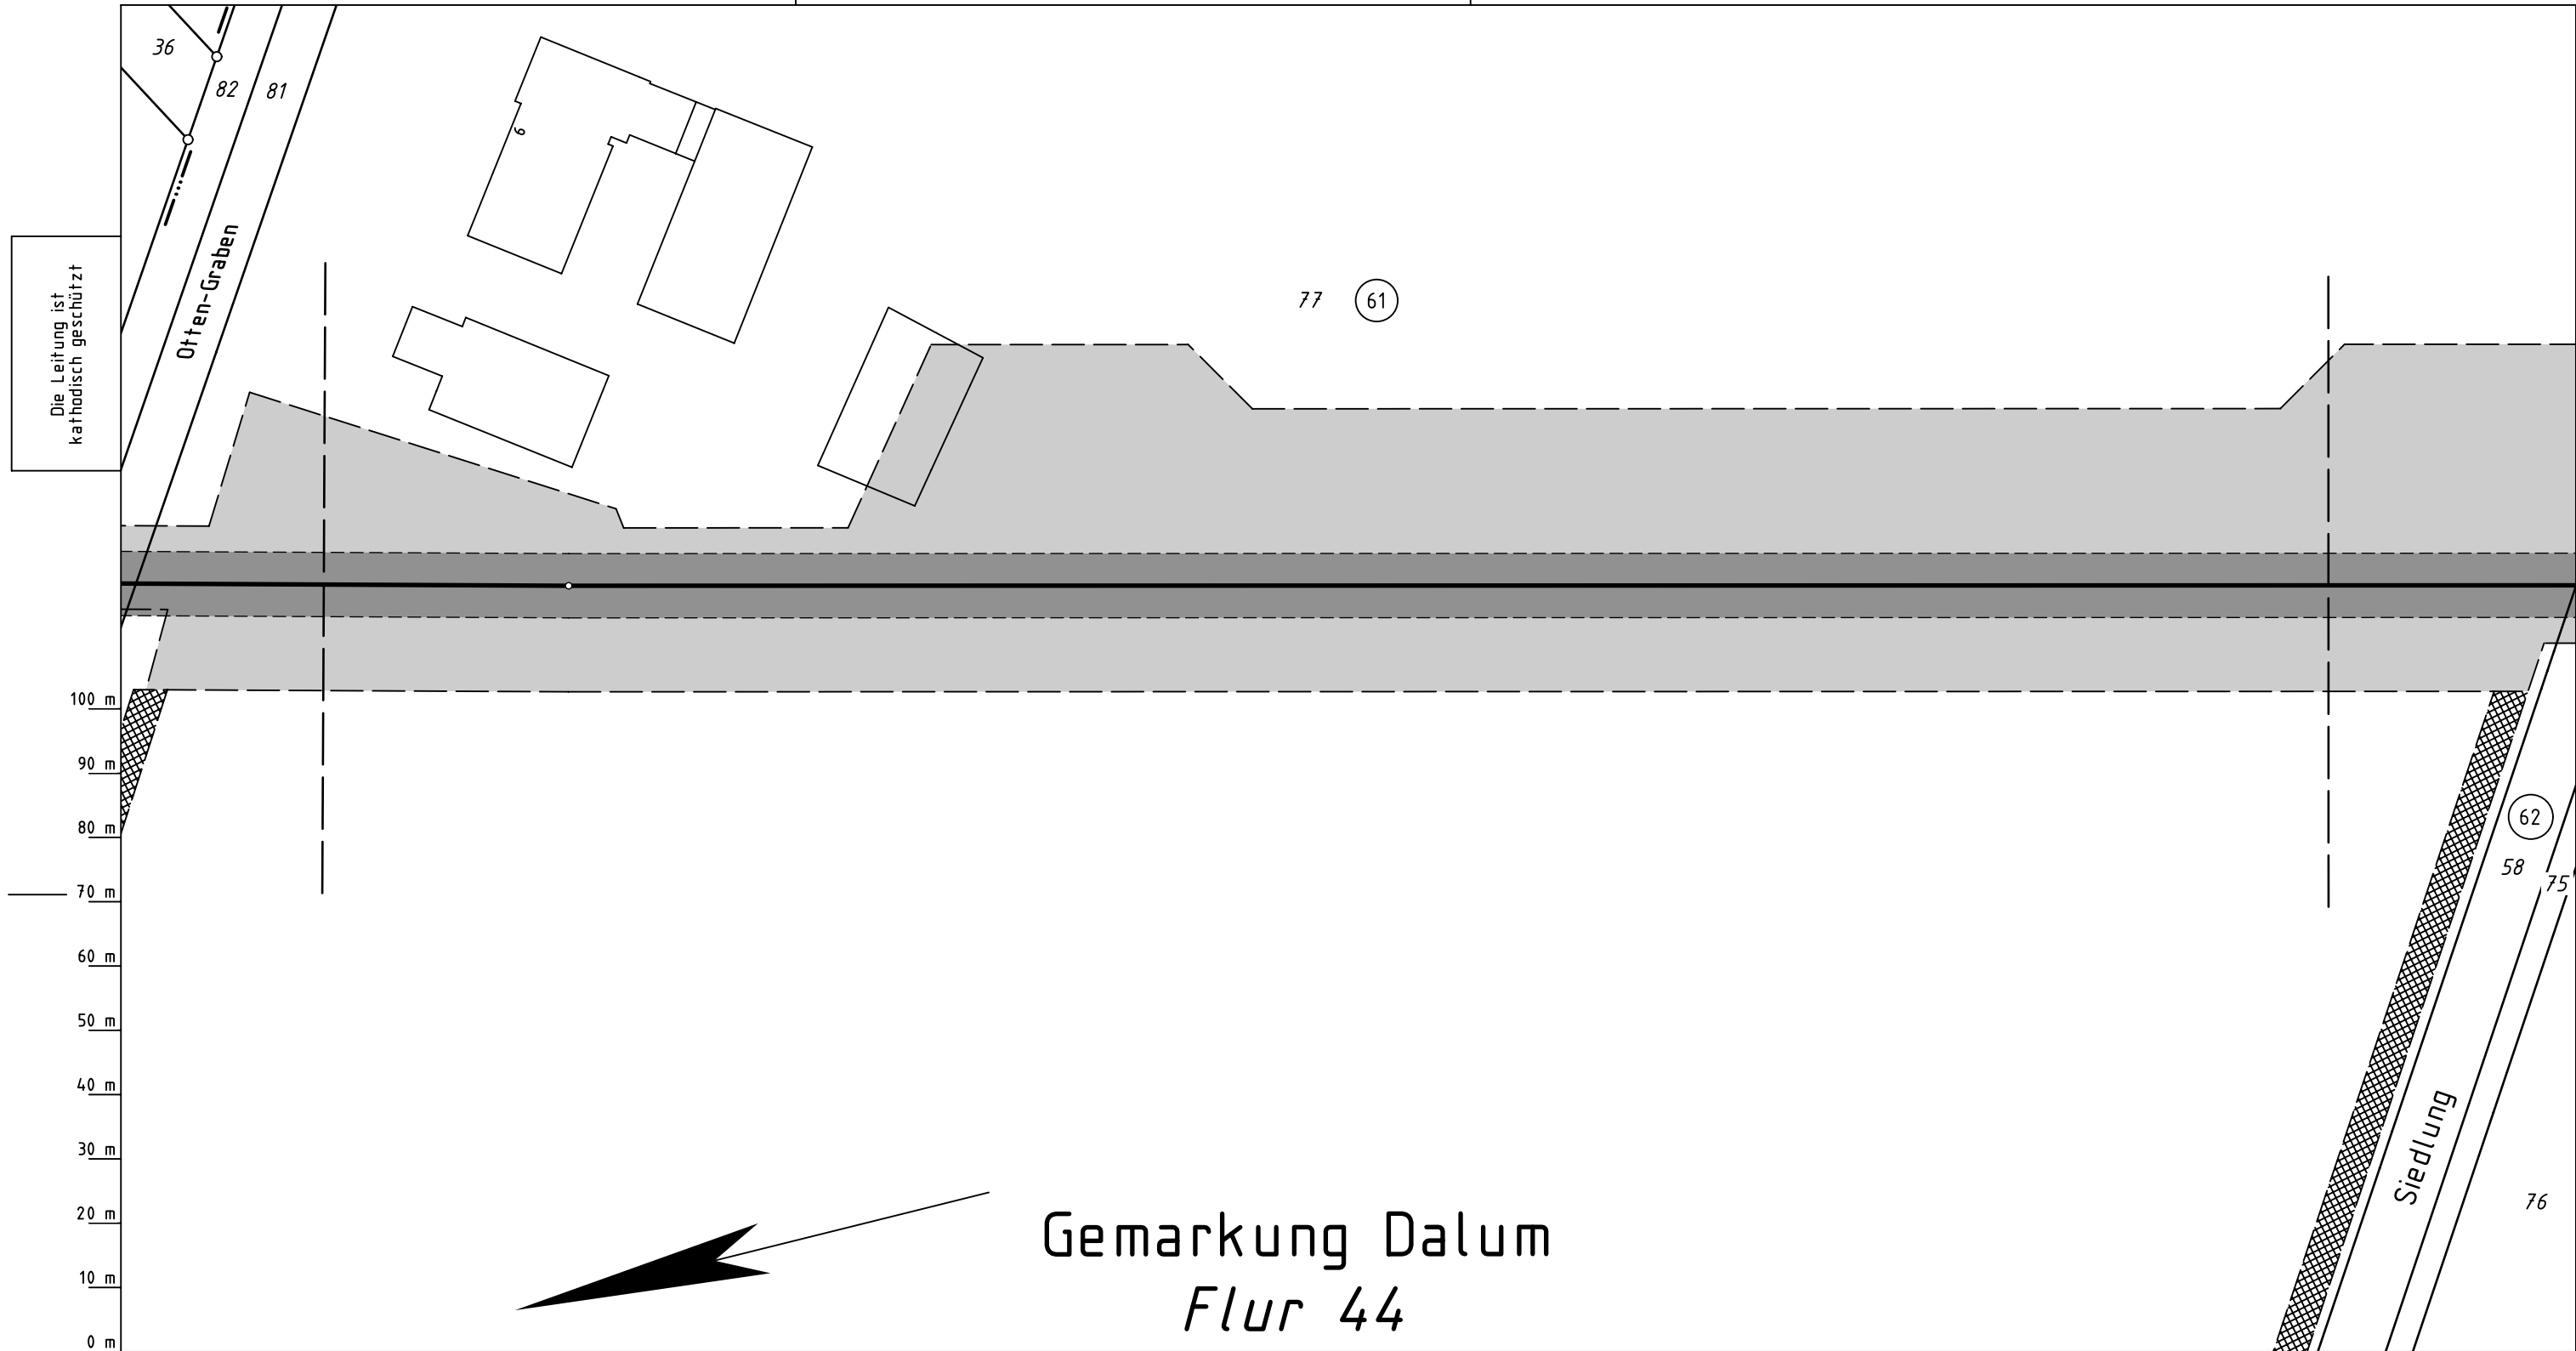 36
82
81
6
Otten-Graben
Die Leitung ist
kathodisch geschützt
77
61
100 m
90 m
80 m
70 m
60 m
50 m
40 m
30 m
20 m
10 m
0 m
62
58
75
Siedlung
76
Gemarkung Dalum
Flur 44